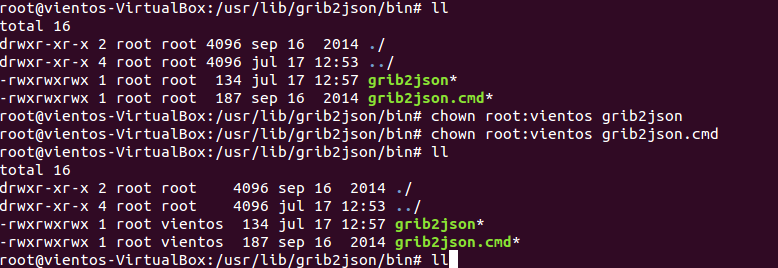 root@vientos-VirtualBox:/usr/lib/grib2json/bin# ll
total 16
drwxr-xr-x 2 root root 4096 sep 16  2014 ./
drwxr-xr-x 4 root root 4096 jul 17 12:53 ../
-rwxrwxrwx 1 root root  134 jul 17 12:57 grib2json*
-rwxrwxrwx 1 root root  187 sep 16  2014 grib2json.cmd*
root@vientos-VirtualBox:/usr/lib/grib2json/bin# chown root:vientos grib2json
root@vientos-VirtualBox:/usr/lib/grib2json/bin# chown root:vientos grib2json.cmd
root@vientos-VirtualBox:/usr/lib/grib2json/bin# ll
total 16
drwxr-xr-x 2 root root    4096 sep 16  2014 ./
drwxr-xr-x 4 root root    4096 jul 17 12:53 ../
-rwxrwxrwx 1 root vientos  134 jul 17 12:57 grib2json*
-rwxrwxrwx 1 root vientos  187 sep 16  2014 grib2json.cmd*
root@vientos-VirtualBox:/usr/lib/grib2json/bin# ll